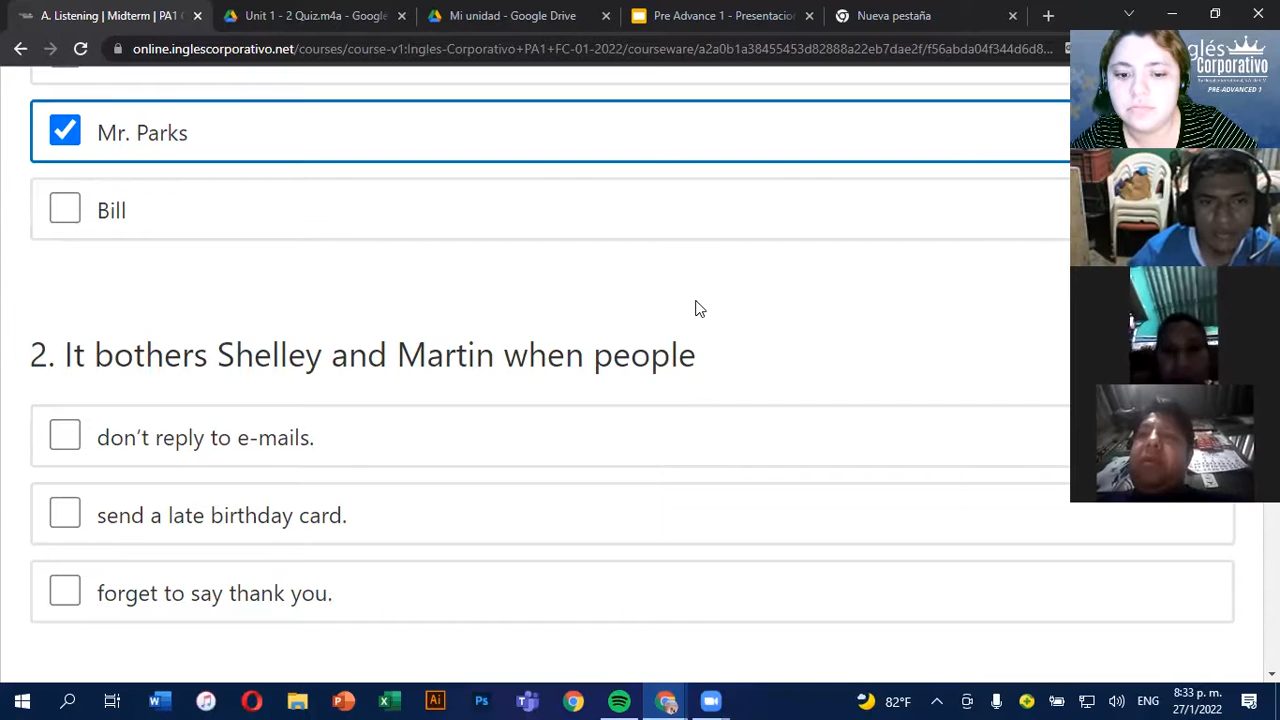 A. Listening | Midterm | PA1
Unit 1 - 2 Quiz.m4a - Google
Mi unidad - Google Drive
Pre Advance 1 - Presentacion
Nueva pestaña
online.inglescorporativo.net/courses/course-v1:Ingles-Corporativo+PA1+FC-01-2022/courseware/a2a0b1a38455453d82888a22eb7dae2f/f56abda04f344d6d8...
glés
Corporativo
PRE-ADVANCED 1
Mr. Parks
Bill
2. It bothers Shelley and Martin when people
don't reply to e-mails.
send a late birthday card.
forget to say thank you.
82°F
ENG
8:33 p. m.
27/1/2022